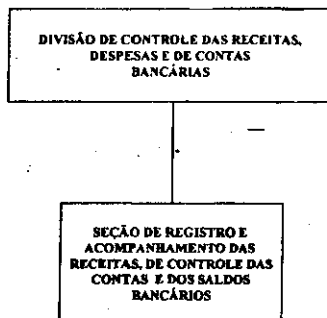 DIVISÃO DE CONTROLE DAS RECEITAS,
DESPESAS E DE CONTAS
BANCÁRIAS
SEÇÃO DE REGISTRO E
ACOMPANHAMENTO DAS
RECEITAS, DE CONTROLE DAS
CONTAS E DOS SALDOS
BANCÁRIOS